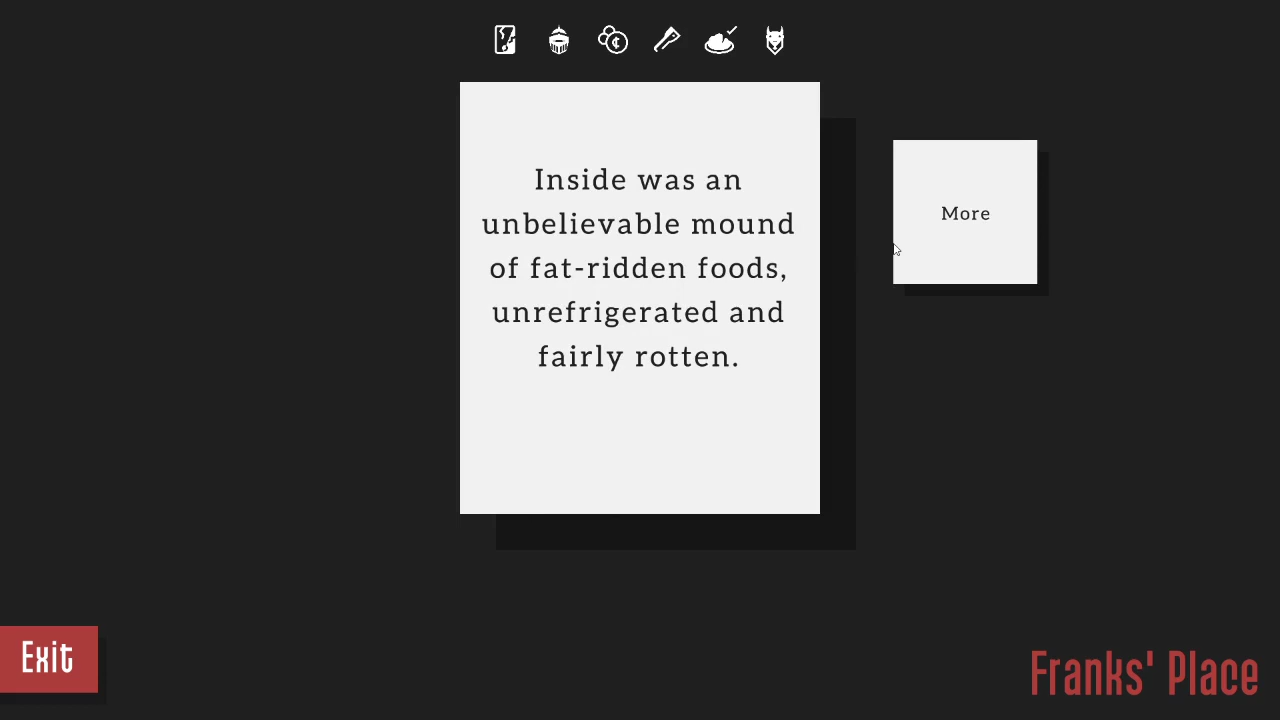 Inside was an
unbelievable mound
of fat-ridden foods,
unrefrigerated and
fairly rotten.
More
Exit
Franks' Place